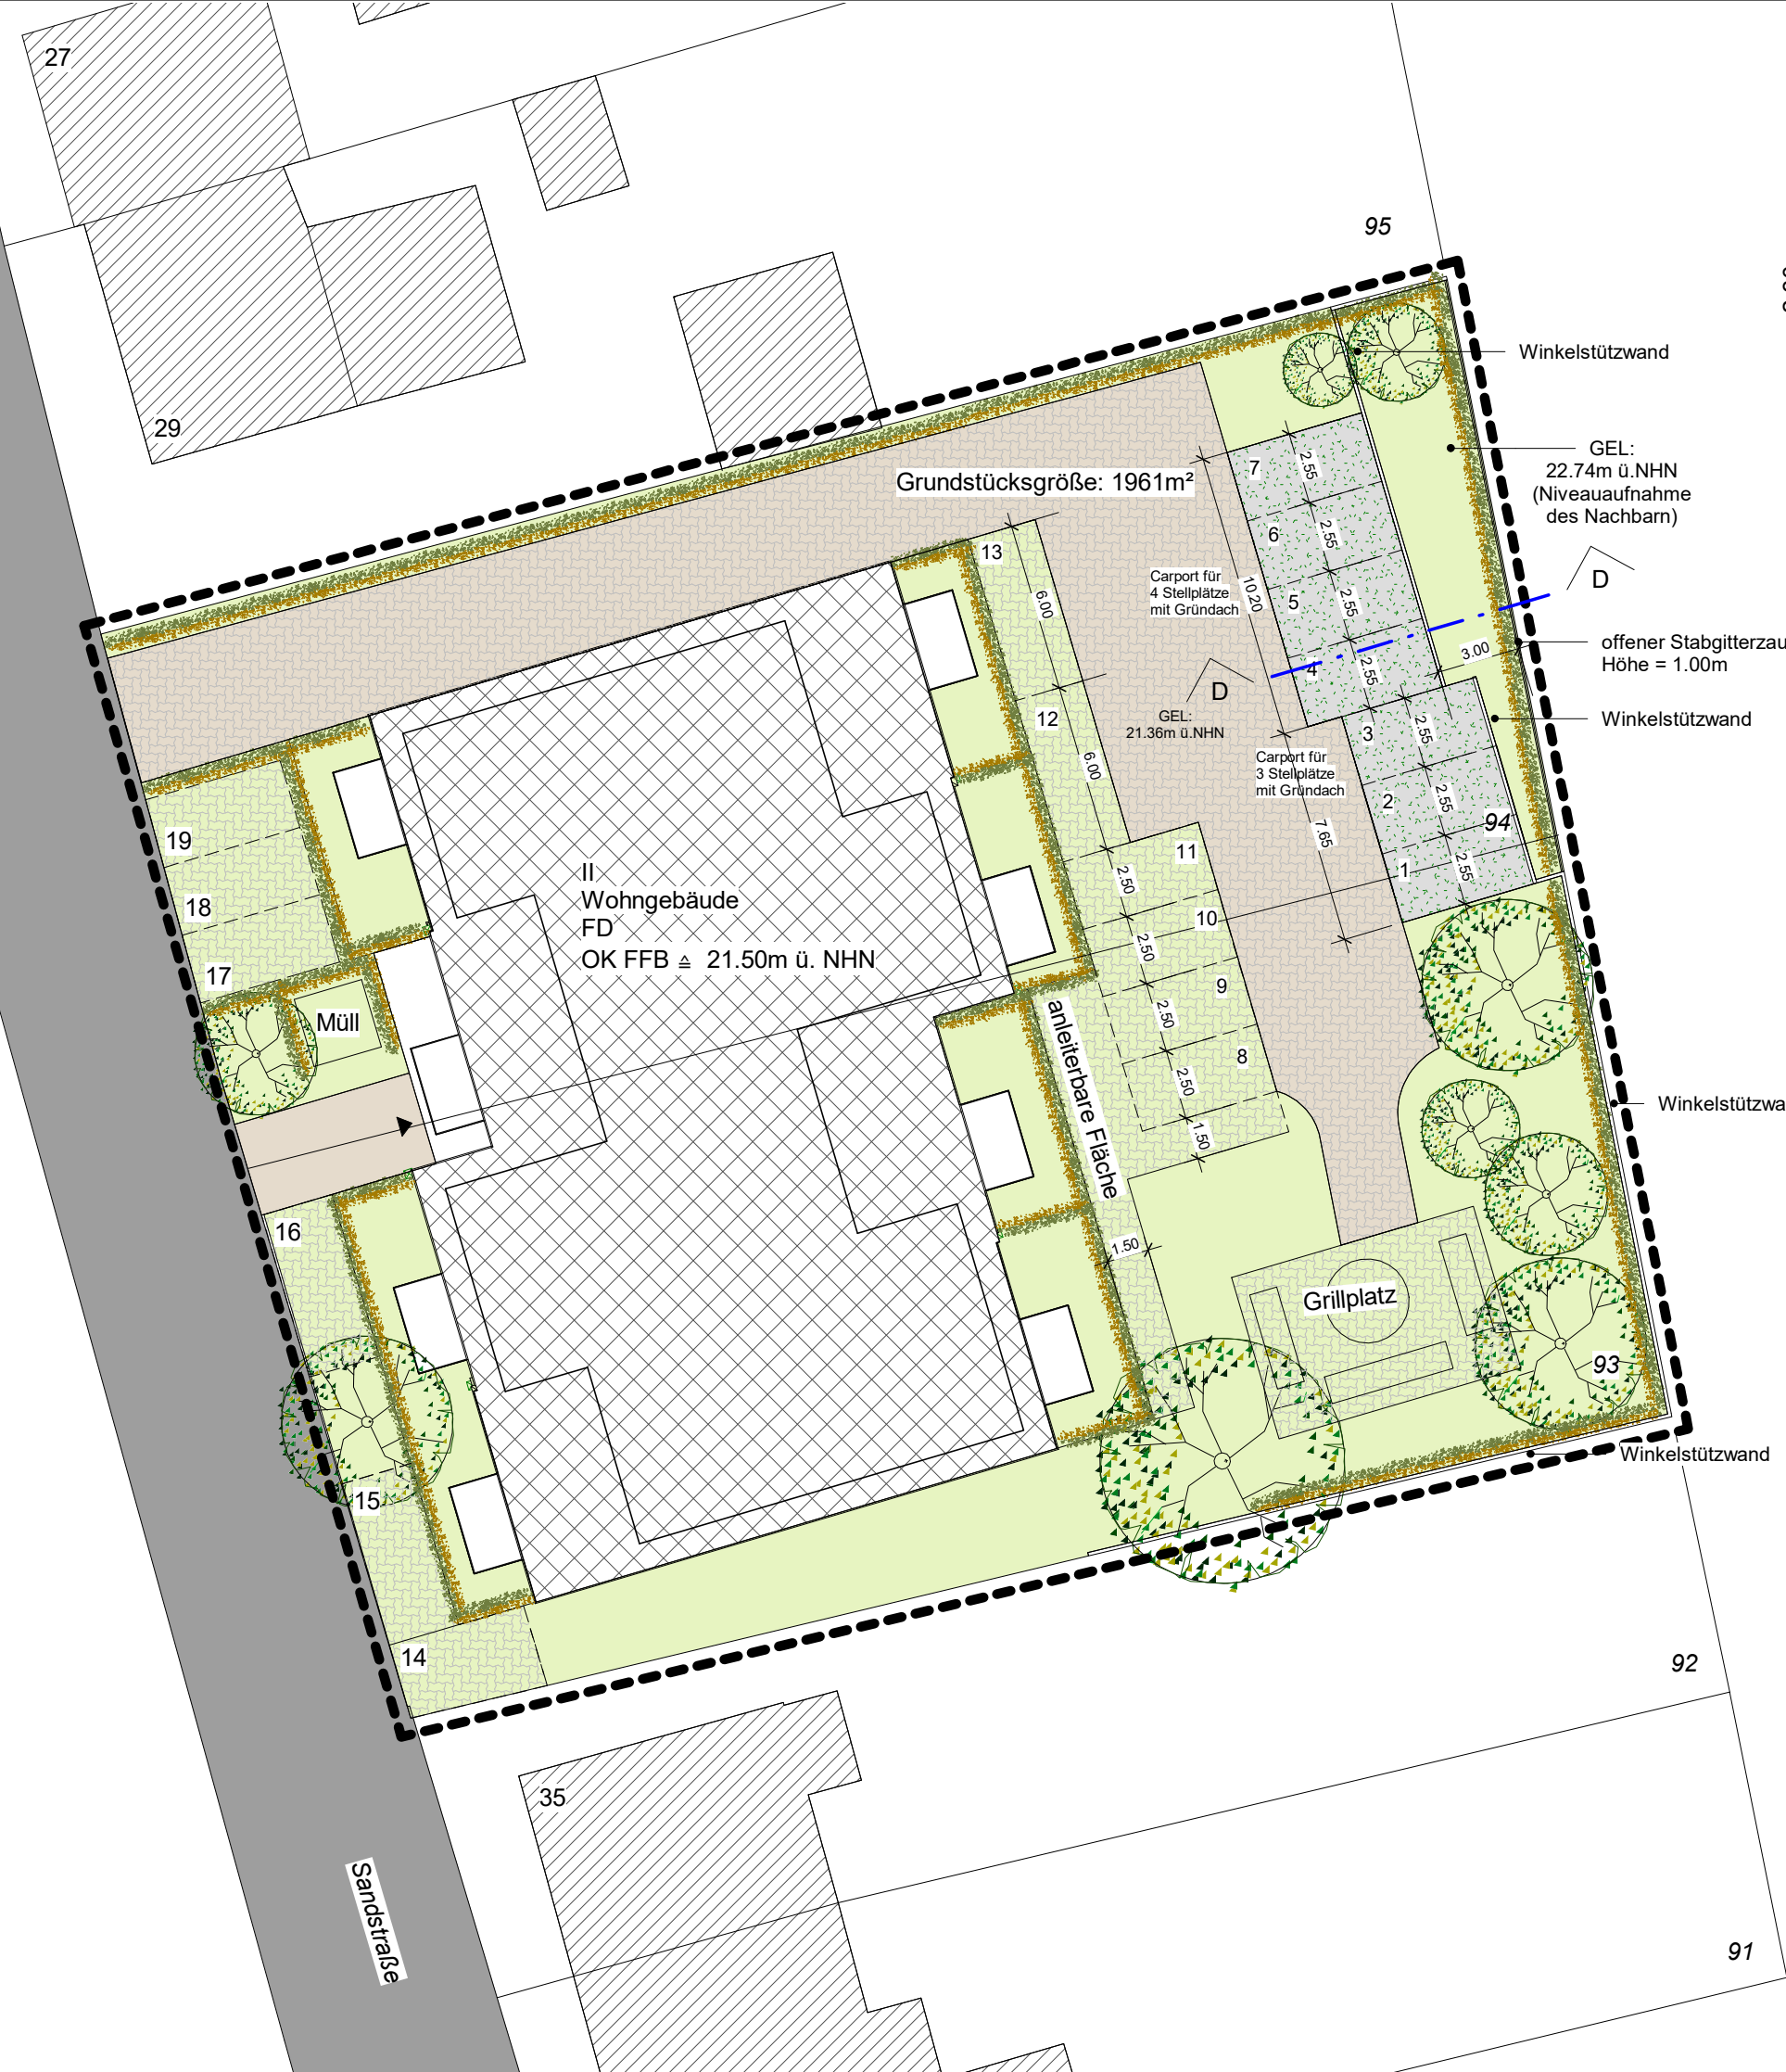 27
95
Winkelstützwand
29
GEL:
22.74m ü.NHN
(Niveauaufnahme
des Nachbarn)
7
2.55
Grundstücksgröße: 1961m²
6
2.55
13
D
Carport für
4 Stellplätze
mit Gründach
10.20
5
2.55
6.00
offener Stabgitterzau
Höhe = 1.00m
3.00
4
2.55
D
GEL:
21.36m ü.NHN
12
Winkelstützwand
3
2.55
Carport für
3 Stellplätze
mit Gründach
6.00
2
2.55
94
7.65
19
11
1
2.55
II
Wohngebäude
FD
OK FFB ≙ 21.50m ü. NHN
2.50
18
10
2.50
17
9
2.50
Müll
anleiterbare Fläche
8
2.50
Winkelstützwa
1.50
16
1.50
Grillplatz
93
Winkelstützwand
15
14
92
35
Sandstraße
91